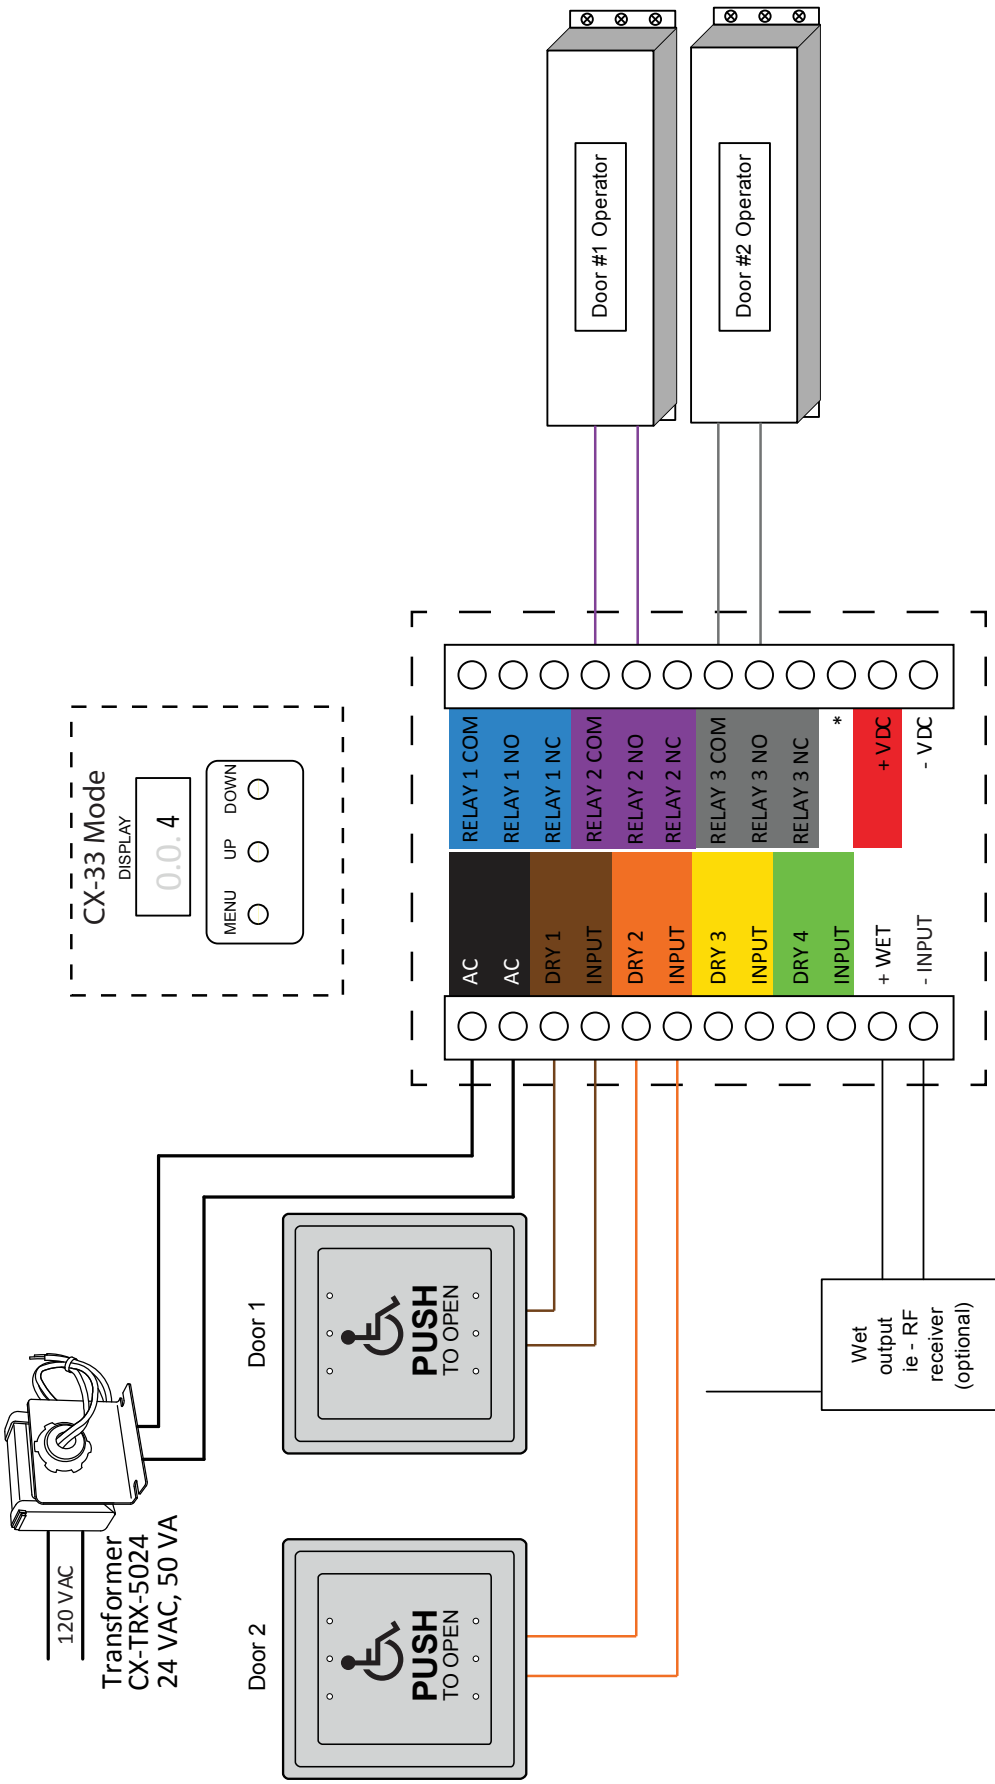 120 VAC
Transformer
CX-TRX-5024
24 VAC, 50 VA
CX-33 Mode
DISPLAY
0.0. 4
MENU UP DOWN
Door 2
PUSH
TO OPEN
Door 1
PUSH
TO OPEN
AC
AC
DRY 1
INPUT
DRY 2
INPUT
DRY 3
INPUT
DRY 4
INPUT
+ WET
- INPUT
RELAY 1 COM
RELAY 1 NO
RELAY 1 NC
RELAY 2 COM
RELAY 2 NO
RELAY 2 NC
RELAY 3 COM
RELAY 3 NO
RELAY 3 NC
*
+ VDC
- VDC
Door #1 Operator
Door #2 Operator
Wet
output
ie - RF
receiver
(optional)